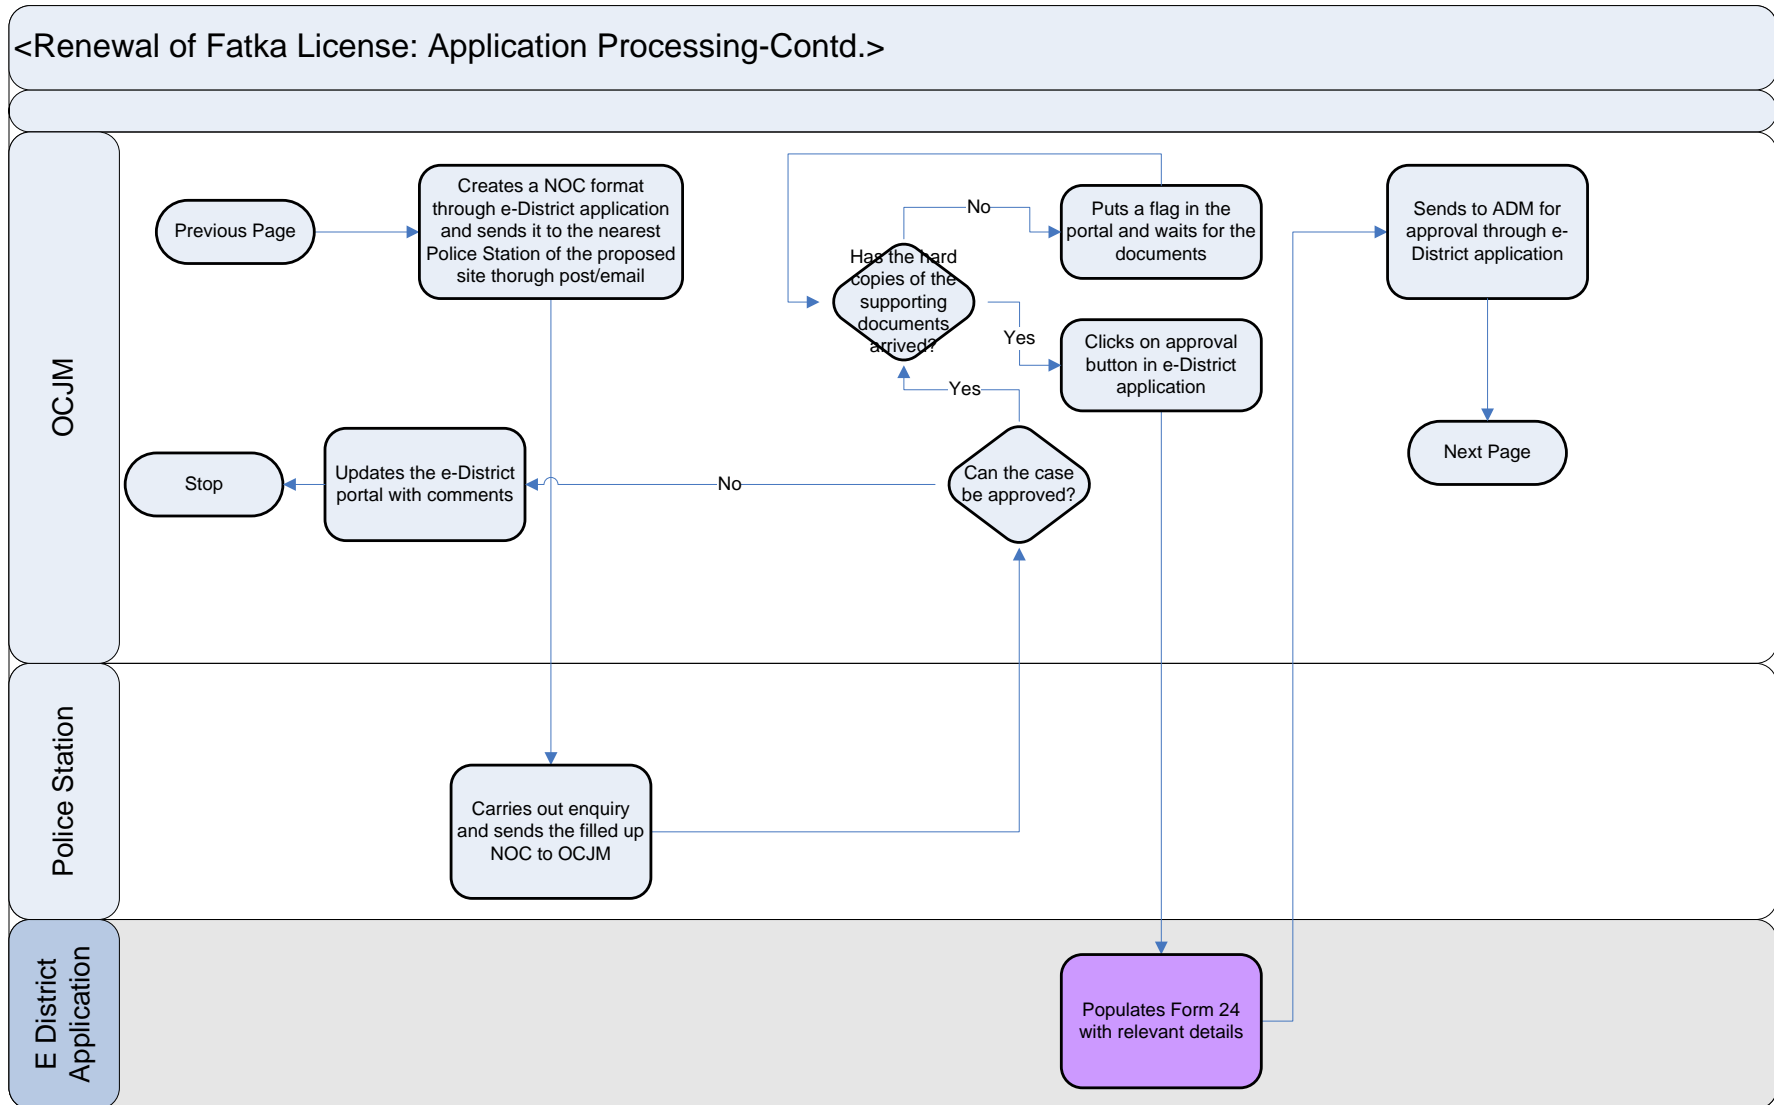 <Renewal of Fatka License: Application Processing-Contd.>
OCJM
Previous Page
Creates a NOC format
through e-District application
and sends it to the nearest
Police Station of the proposed
site thorugh post/email
No
Puts a flag in the
portal and waits for the
documents
Sends to ADM for
approval through e-
District application
Has the hard
copies of the
supporting
documents
arrived?
Yes
Clicks on approval
button in e-District
application
Yes
Stop
Updates the e-District
portal with comments
No
Can the case
be approved?
Next Page
Police Station
Carries out enquiry
and sends the filled up
NOC to OCJM
E District
Application
Populates Form 24
with relevant details